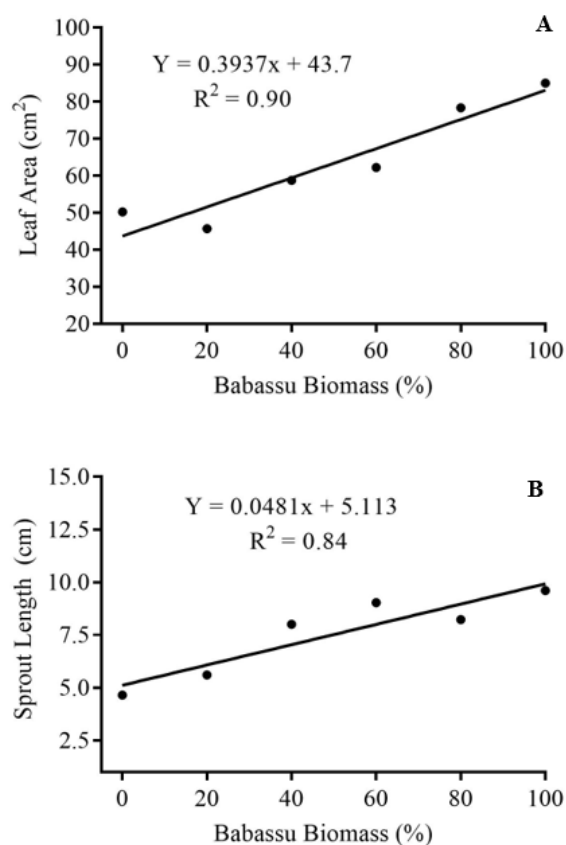 A
Y = 0.3937x + 43.7
R² = 0.90
Leaf Area (cm²)
100
90
80
70
60
50
40
30
20
0 20 40 60 80 100
Babassu Biomass (%)
B
Y = 0.0481x + 5.113
R² = 0.84
Sprout Length (cm)
15.0
12.5
10.0
7.5
5.0
2.5
0 20 40 60 80 100
Babassu Biomass (%)